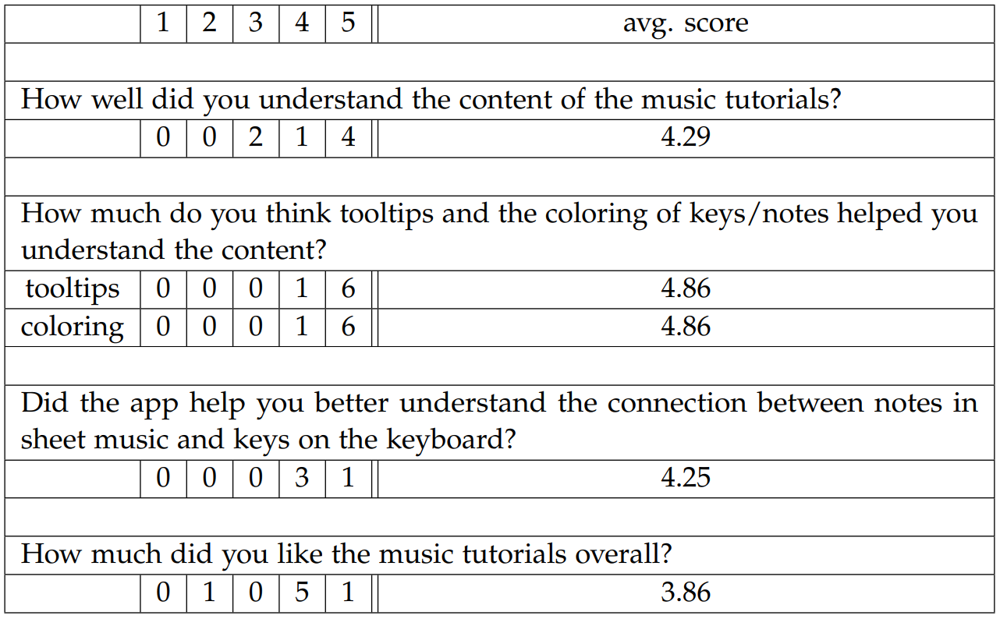 1 2 3 4 5 avg. score
How well did you understand the content of the music tutorials?
0 0 2 1 4 4.29
How much do you think tooltips and the coloring of keys/notes helped you
understand the content?
tooltips 0 0 0 1 6 4.86
coloring 0 0 0 1 6 4.86
Did the app help you better understand the connection between notes in
sheet music and keys on the keyboard?
0 0 0 3 1 4.25
How much did you like the music tutorials overall?
0 1 0 5 1 3.86